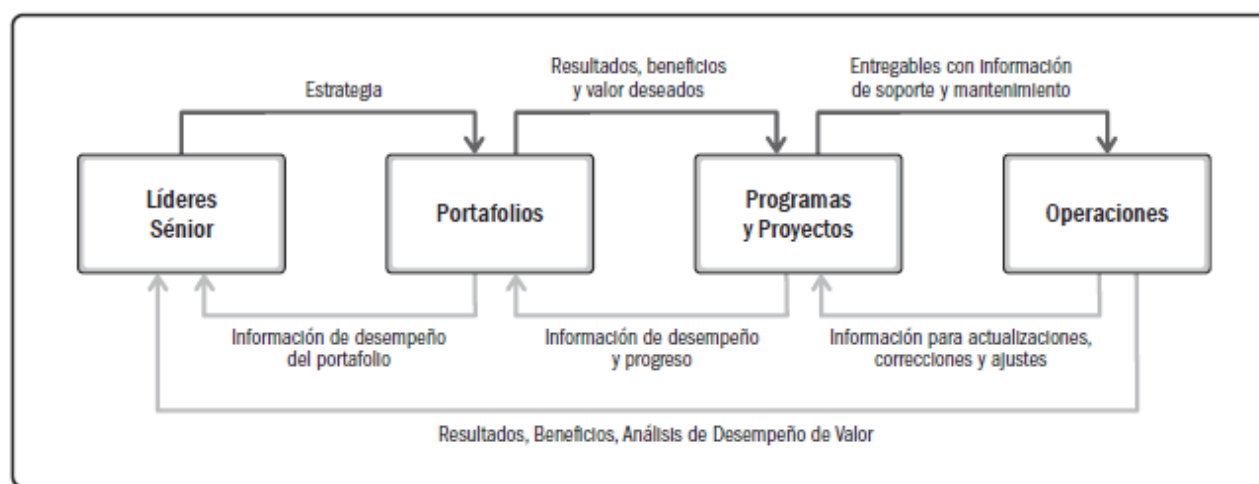 Estrategia
Resultados, beneficios
y valor deseados
Entregables con información
de soporte y mantenimiento
Líderes
Sénior
Portafolios
Programas
y Proyectos
Operaciones
Información de desempeño
del portafolio
Información de desempeño
y progreso
Información para actualizaciones,
correcciones y ajustes
Resultados, Beneficios, Análisis de Desempeño de Valor